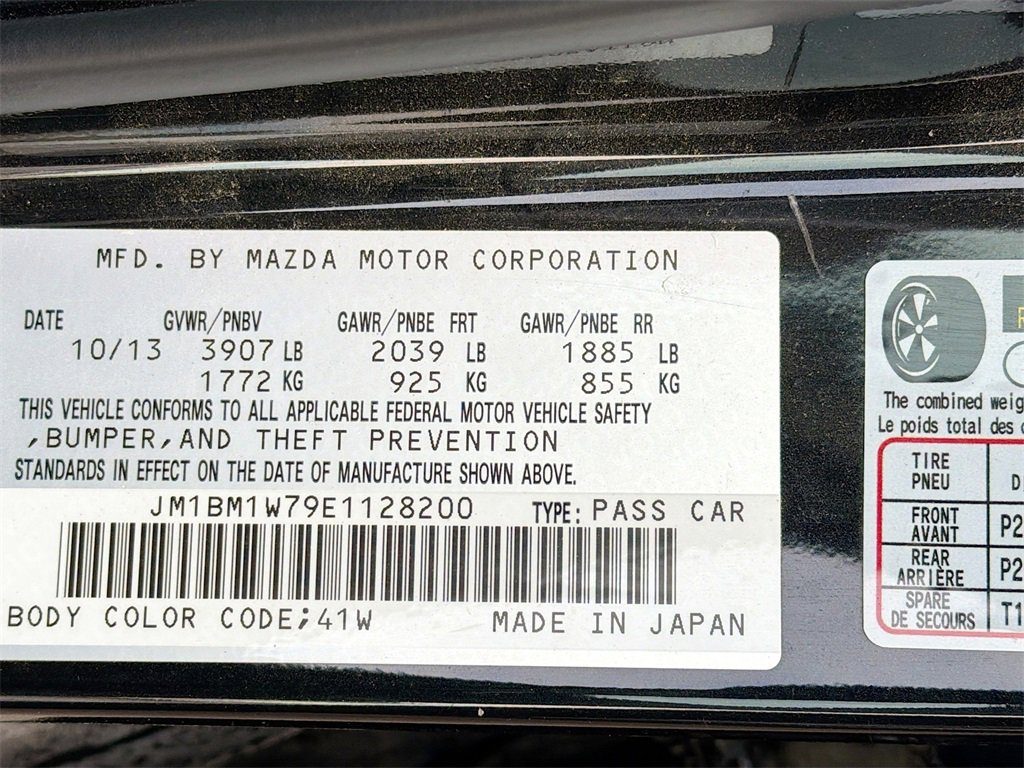 MFD. BY MAZDA MOTOR CORPORATION
DATE GVWR/PNBV GAWR/PNBE FRT GAWR/PNBE RR
10/13 3907 LB 2039 LB 1885 LB
1772 KG 925 KG 855 KG
THIS VEHICLE CONFORMS TO ALL APPLICABLE FEDERAL MOTOR VEHICLE SAFETY
,BUMPER,AND THEFT PREVENTION
STANDARDS IN EFFECT ON THE DATE OF MANUFACTURE SHOWN ABOVE.
JM1BM1W79E1128200 TYPE: PASS CAR
BODY COLOR CODE;41W MADE IN JAPAN
The combined
Le poids total des
TIRE
PNEU
FRONT
AVANT
REAR
ARRIÈRE
SPARE
DE SECOURS